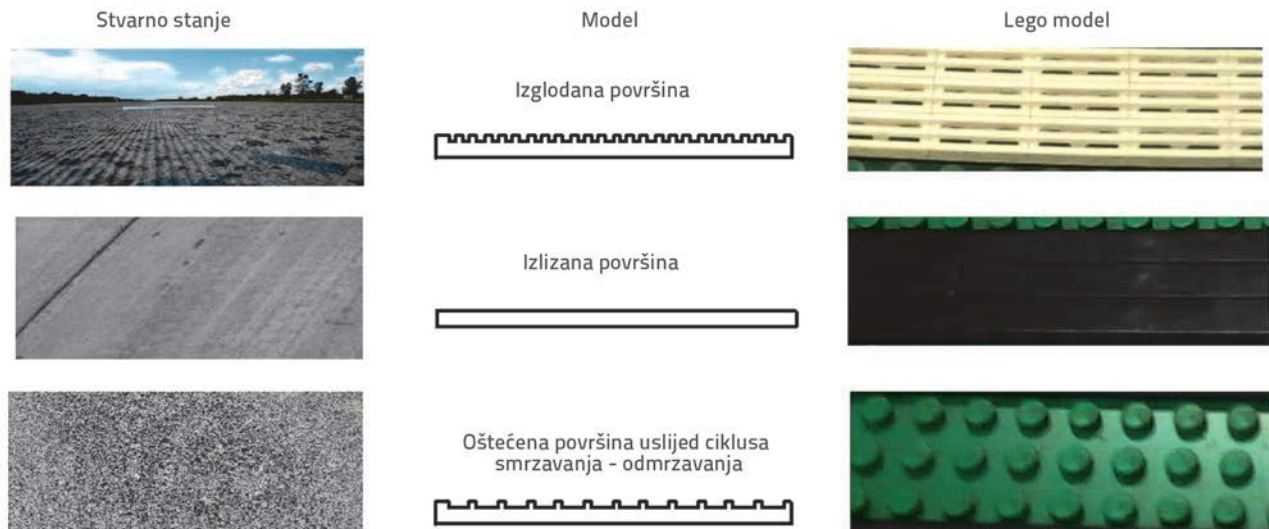 Stvarno stanje
Model
Lego model
Izglodana površina
Izlizana površina
Oštećena površina uslijed ciklusa
smrzavanja - odmrzavanja